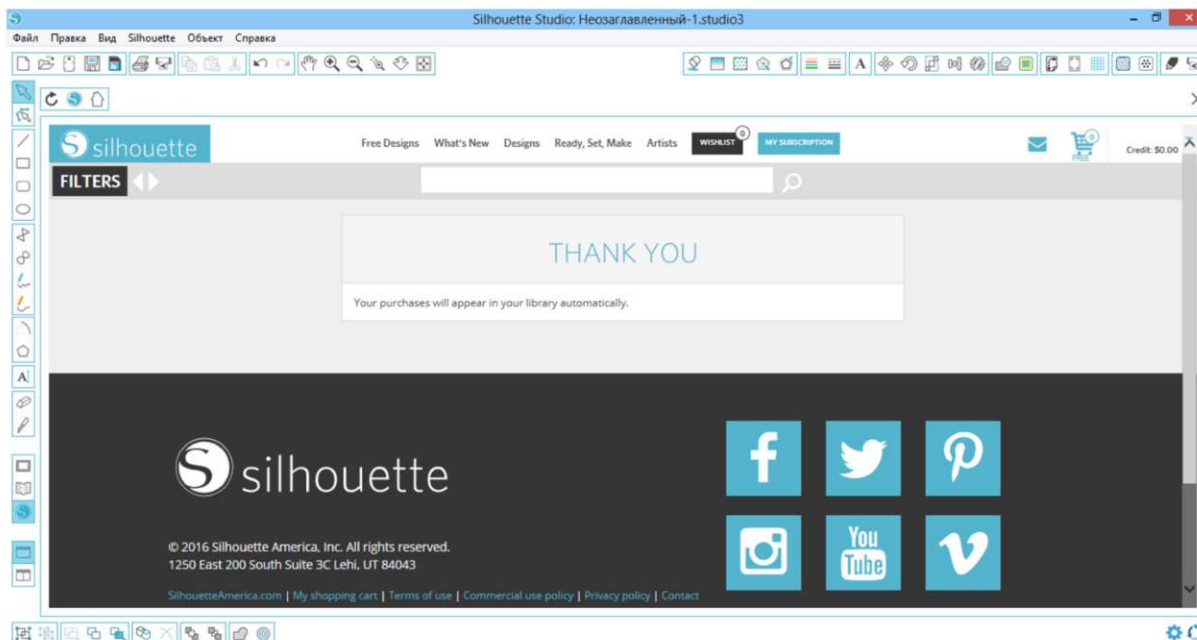 Silhouette Studio: Неозаглавленный-1.studio3
Файл Правка Вид Silhouette Объект Справка
silhouette
Free Designs What's New Designs Ready, Set, Make Artists WISHLIST 0 MY SUBSCRIPTION 0 FREE Credit: $0.00
FILTERS
THANK YOU
Your purchases will appear in your library automatically.
silhouette
© 2016 Silhouette America, Inc. All rights reserved.
1250 East 200 South Suite 3C Lehi, UT 84043
You
Tube
SilhouetteAmerica.com | My shopping cart | Terms of use | Commercial use policy | Privacy policy | Contact